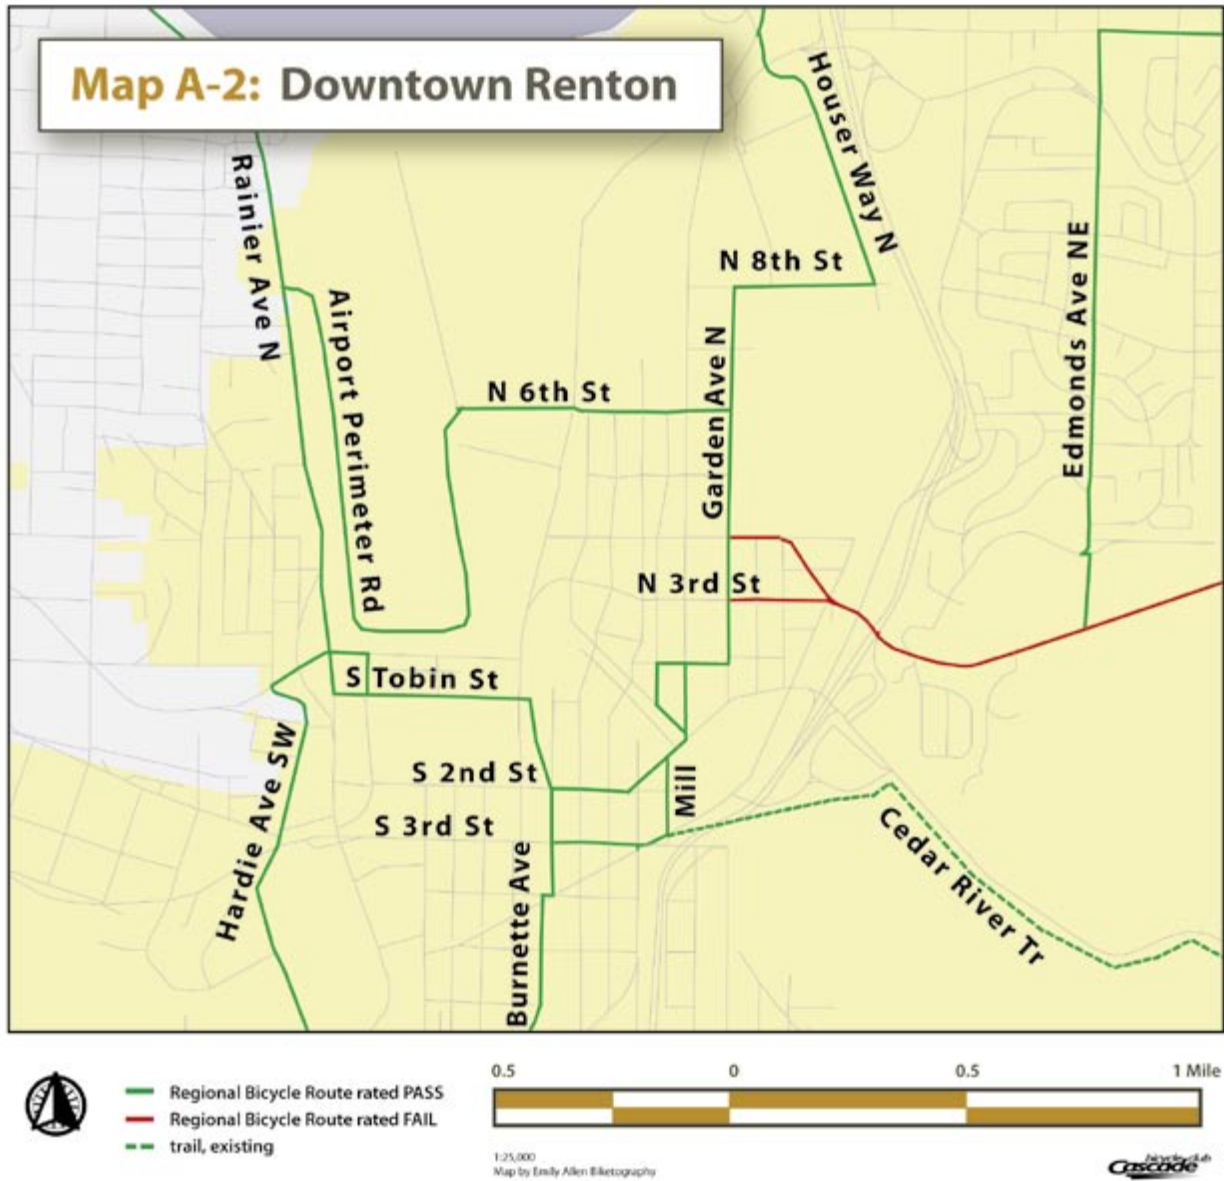 Map A-2: Downtown Renton
Houser Way N
Rainier Ave N
N 8th St
Edmonds Ave NE
Airport Perimeter Rd
Garden Ave N
N 6th St
N 3rd St
S Tobin St
Hardie Ave SW
S 2nd St
Mill
S 3rd St
Cedar River Tr
Burnette Ave
0.5 0 0.5 1 Mile
Regional Bicycle Route rated PASS
Regional Bicycle Route rated FAIL
trail, existing
1:25,000
Map by Emily Allen Biketography
bicycle club
Cascade